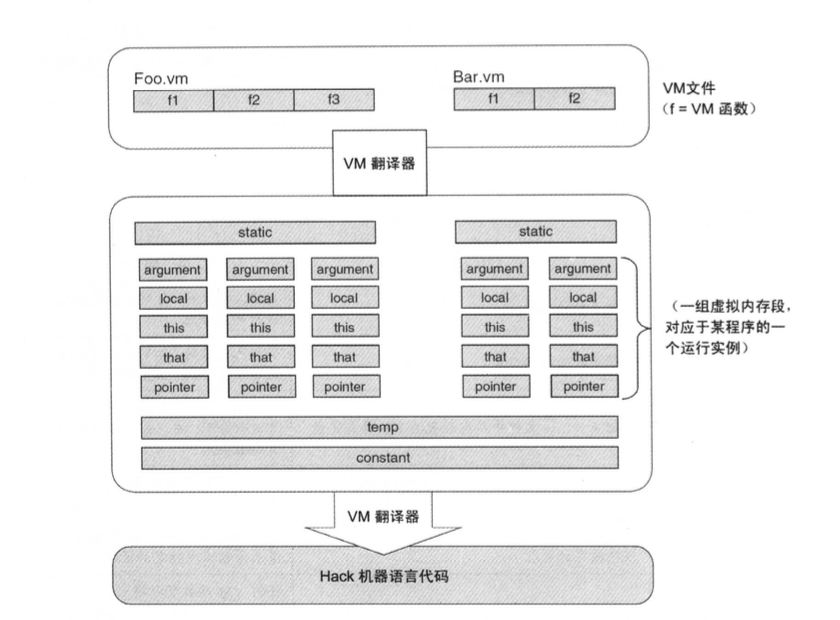 Foo.vm
f1 f2 f3
Bar.vm
f1 f2
VM文件
（f = VM 函数）
VM 翻译器
static static
argument argument argument argument argument
local local local local local
this this this this this
that that that that that
pointer pointer pointer pointer pointer
（一组虚拟内存段，
对应于某程序的一
个运行实例）
temp
constant
VM 翻译器
Hack 机器语言代码